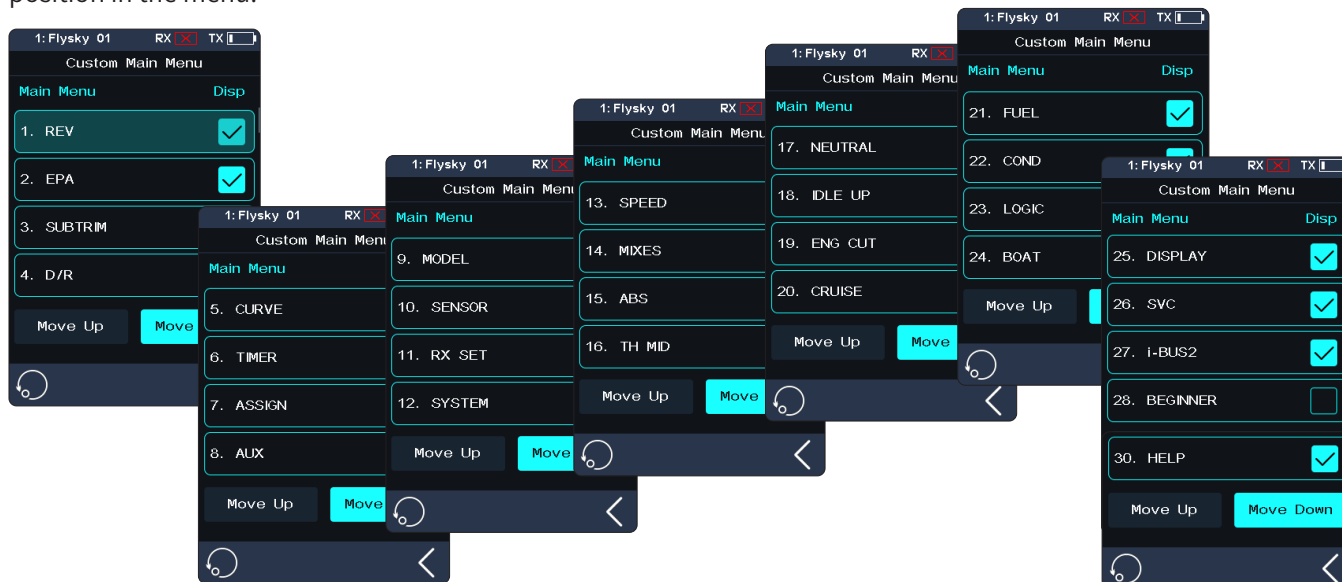 position in the menu.
1: Flysky 01 RX TX
Custom Main Menu
Main Menu Disp
1. REV
2. EPA
3. SUBTRIM
4. D/R
Move Up Move
1: Flysky 01 RX
Custom Main Menu
Main Menu
5. CURVE
6. TIMER
7. ASSIGN
8. AUX
Move Up Move
1: Flysky 01 RX
Custom Main Menu
Main Menu
9. MODEL
10. SENSOR
11. RX SET
12. SYSTEM
Move Up Move
1: Flysky 01 RX
Custom Main Menu
Main Menu
13. SPEED
14. MIXES
15. ABS
16. TH MID
Move Up Move
1: Flysky 01 RX
Custom Main Menu
Main Menu
17. NEUTRAL
18. IDLE UP
19. ENG CUT
20. CRUISE
Move Up Move
1: Flysky 01 RX TX
Custom Main Menu
Main Menu Disp
21. FUEL
22. COND
23. LOGIC
24. BOAT
Move Up
1: Flysky 01 RX TX
Custom Main Menu
Main Menu Disp
25. DISPLAY
26. SVC
27. i-BUS2
28. BEGINNER
30. HELP
Move Up Move Down